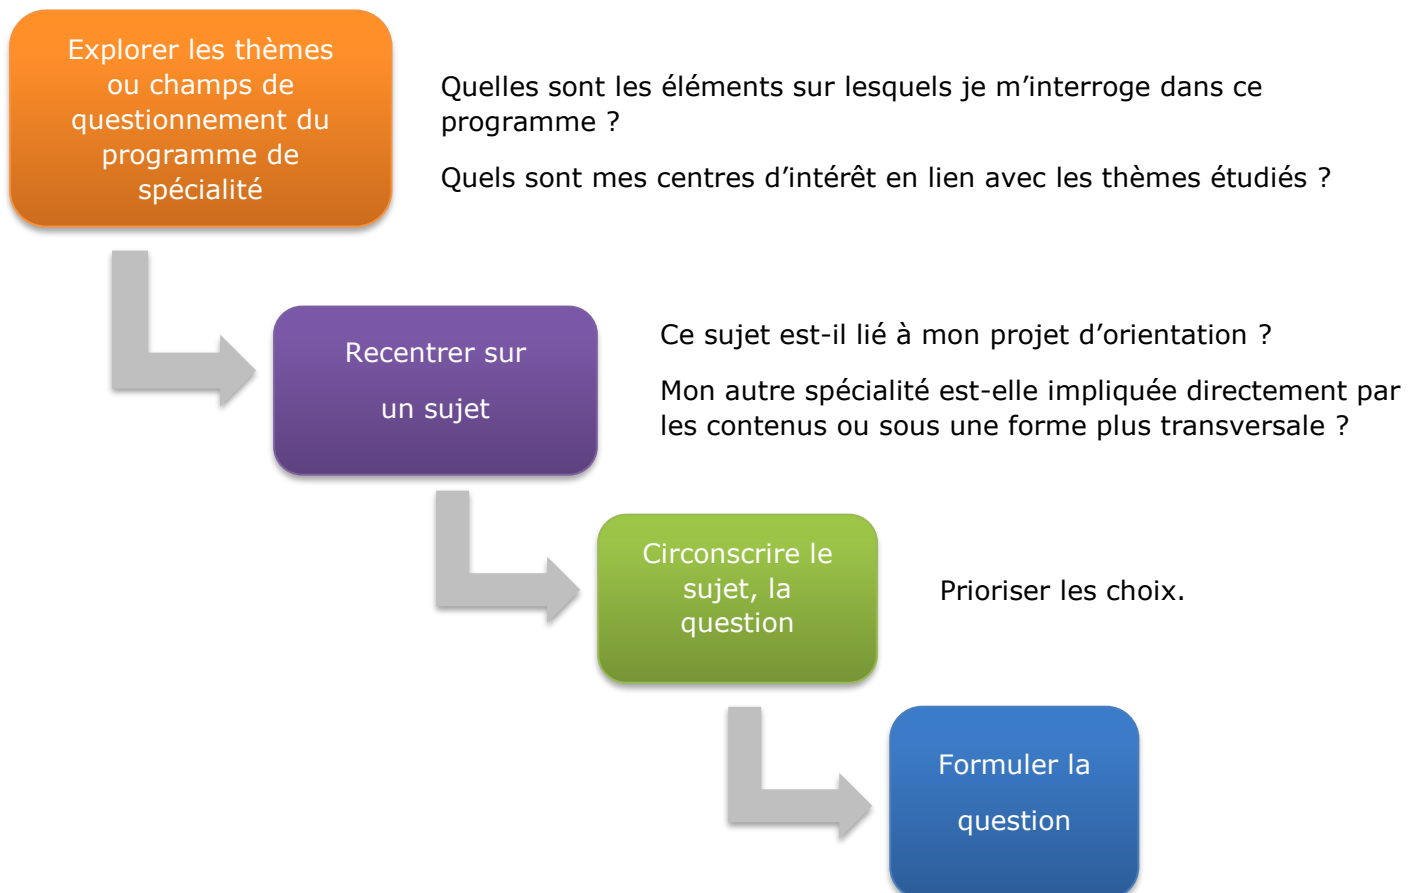 Explorer les thèmes
ou champs de
questionnement du
programme de
spécialité
Quelles sont les éléments sur lesquels je m’interroge dans ce
programme ?
Quels sont mes centres d’intérêt en lien avec les thèmes étudiés ?
Recentrer sur
un sujet
Ce sujet est-il lié à mon projet d’orientation ?
Mon autre spécialité est-elle impliquée directement par
les contenus ou sous une forme plus transversale ?
Circonscrire le
sujet, la
question
Prioriser les choix.
Formuler la
question